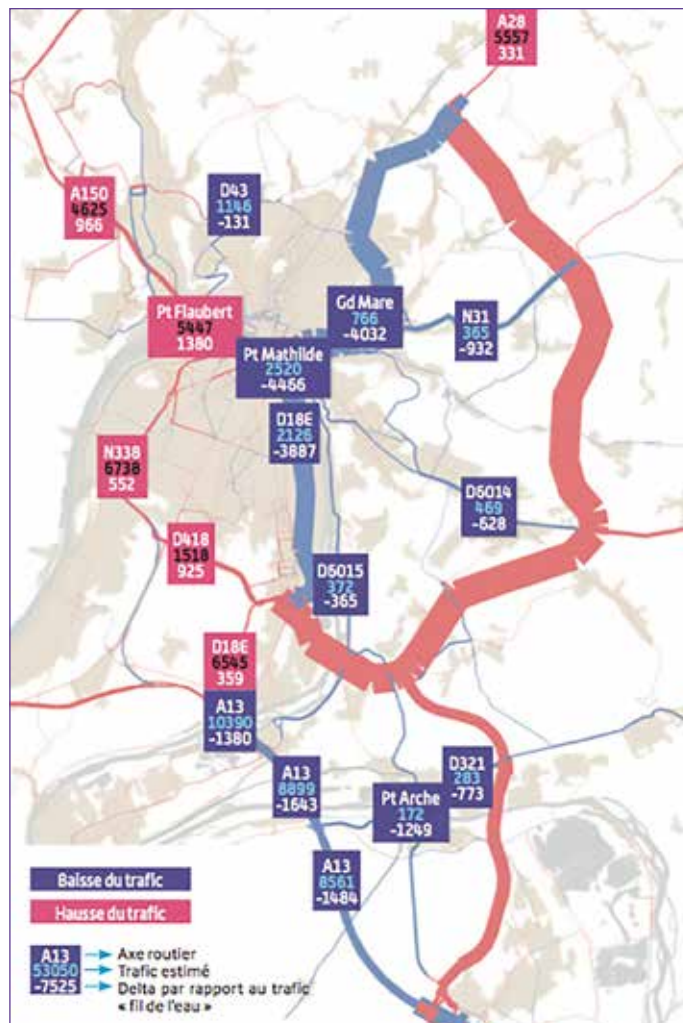 A28
5557
331
A150
4625
966
D43
1146
-131
Pt Flaubert
5447
1380
Gd Mare
766
-4032
N31
365
-932
Pt Mathilde
2520
-4466
D18E
2126
-3887
N338
6738
552
D6014
469
-628
D418
1518
925
D6015
372
-365
D18E
6545
359
A13
10390
-1380
A13
8899
-1643
D321
283
-773
Pt Arche
172
-1249
A13
8561
-1484
Baisse du trafic
Hausse du trafic
A13
53050
-7525
Axe routier
Trafic estimé
Delta par rapport au trafic
« fil de l'eau »